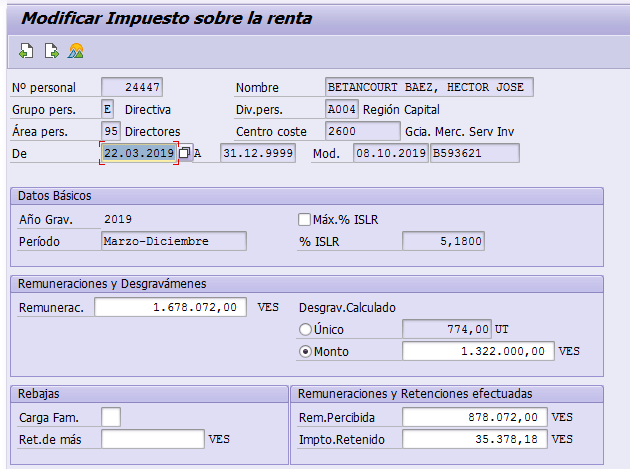 Modificar Impuesto sobre la renta
Nº personal 24447 Nombre BETANCOURT BAEZ, HECTOR JOSE
Grupo pers. E Directiva Div.pers. A004 Región Capital
Área pers. 95 Directores Centro coste 2600 Gcia. Merc. Serv Inv
De 22.03.2019 A 31.12.9999 Mod. 08.10.2019 B593621
Datos Básicos
Año Grav. 2019 Máx.% ISLR
Período Marzo-Diciembre % ISLR 5,1800
Remuneraciones y Desgravámenes
Remunerac. 1.678.072,00 VES Desgrav.Calculado
Único 774,00 UT
Monto 1.322.000,00 VES
Rebajas Remuneraciones y Retenciones efectuadas
Carga Fam. Rem.Percibida 878.072,00 VES
Ret.de más VES Impto.Retenido 35.378,18 VES